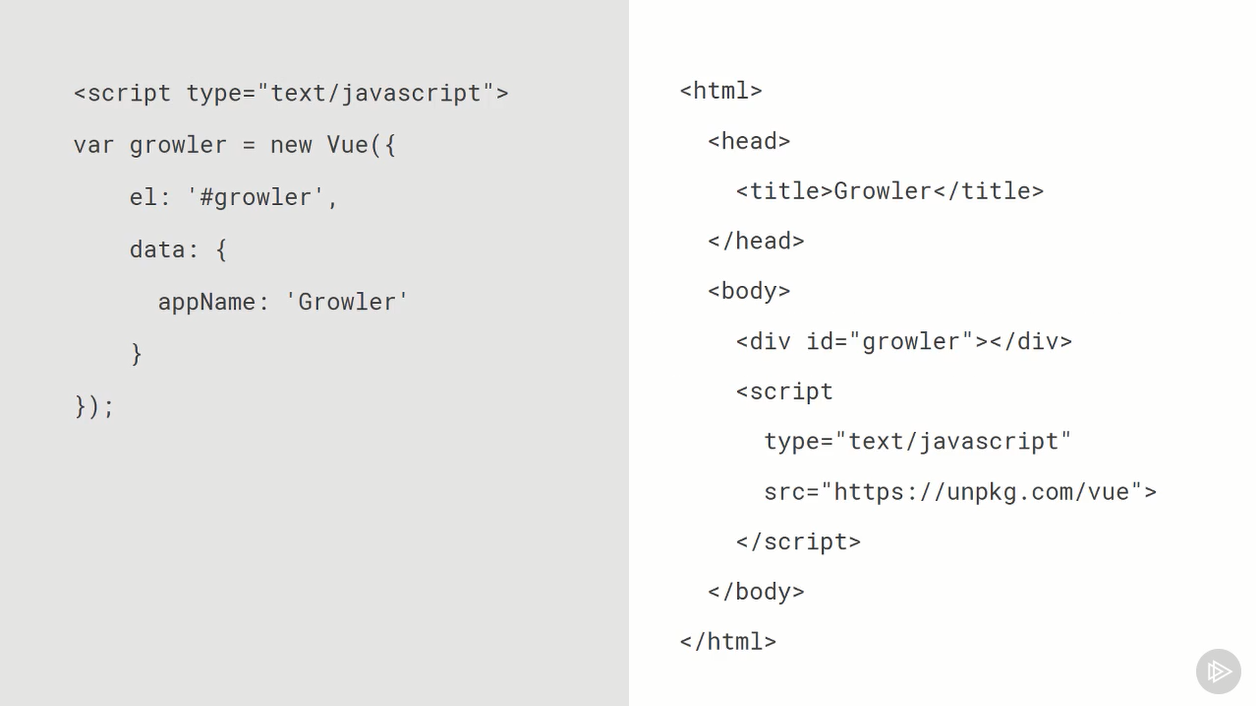 <script type="text/javascript">
var growler = new Vue({
    el: '#growler',
    data: {
      appName: 'Growler'
    }
});
<html>
  <head>
    <title>Growler</title>
  </head>
  <body>
    <div id="growler"></div>
    <script
      type="text/javascript"
      src="https://unpkg.com/vue">
    </script>
  </body>
</html>